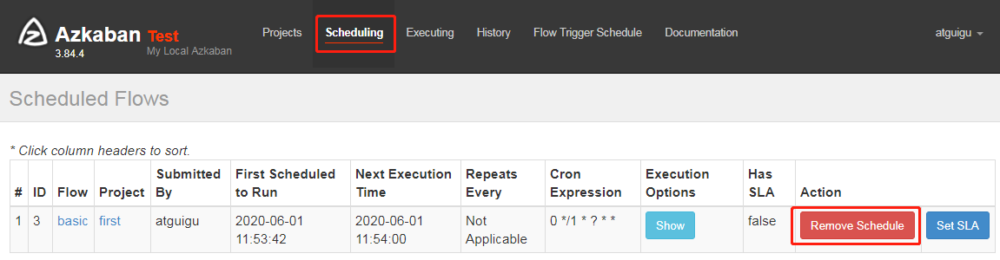 Azkaban Test
3.84.4
My Local Azkaban
Projects Scheduling Executing History Flow Trigger Schedule Documentation atguigu
Scheduled Flows
* Click column headers to sort.
# ID Flow Project Submitted By First Scheduled to Run Next Execution Time Repeats Every Cron Expression Execution Options Has SLA Action
1 3 basic first atguigu 2020-06-01 11:53:42 2020-06-01 11:54:00 Not Applicable 0 */1 * ? * * Show false Remove Schedule Set SLA